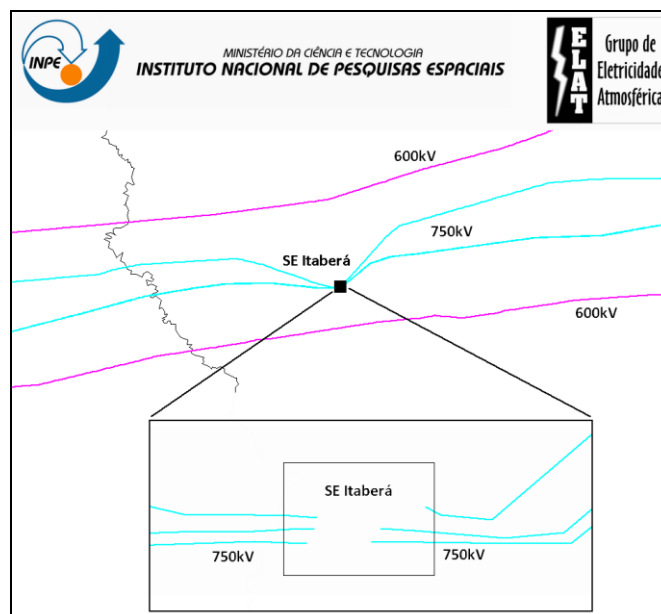 INPE
MINISTÉRIO DA CIÊNCIA E TECNOLOGIA
INSTITUTO NACIONAL DE PESQUISAS ESPACIAIS
ELAT
Grupo de
Eletricidade
Atmosférica
600kV
750kV
SE Itaberá
600kV
SE Itaberá
750kV
750kV